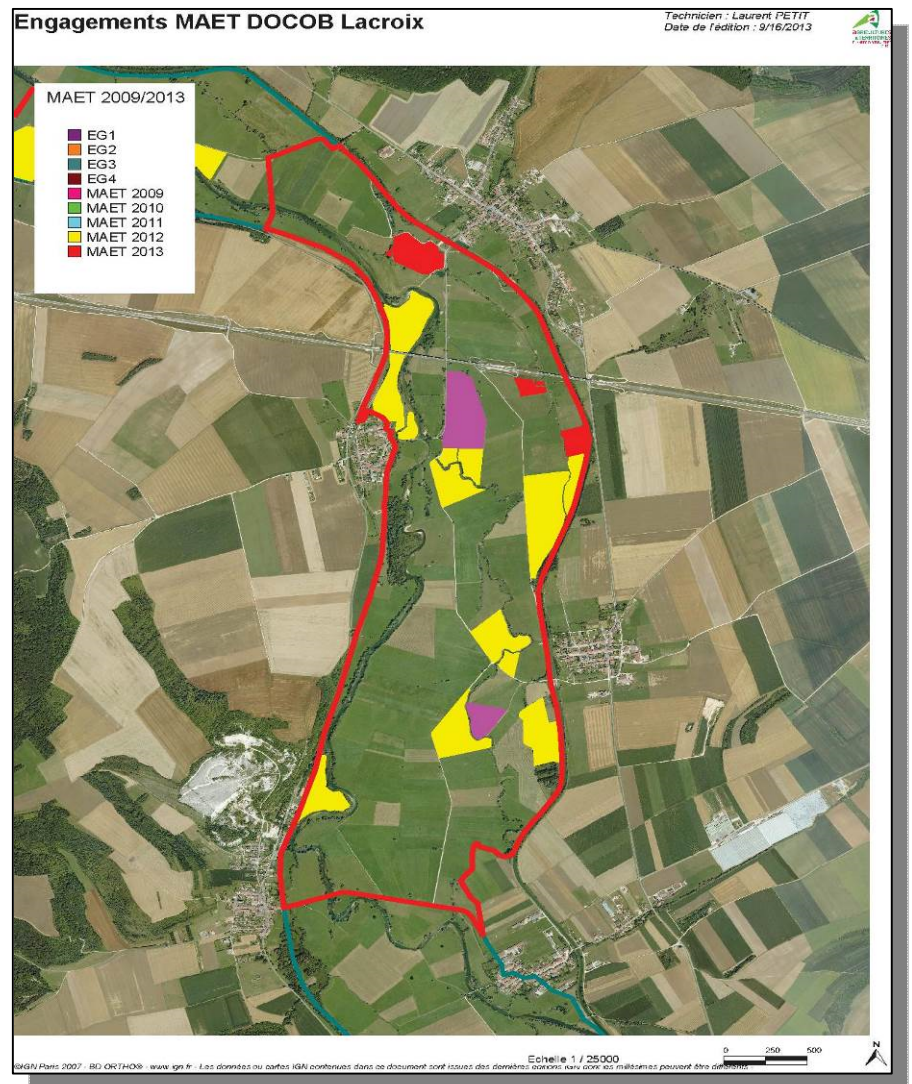 Engagements MAET DOCOB Lacroix
Technicien : Laurent PETIT
Date de l'édition : 9/16/2013
MAET 2009/2013
EG1
EG2
EG3
EG4
MAET 2009
MAET 2010
MAET 2011
MAET 2012
MAET 2013
Echelle 1 / 25000
0 250 500
N
©IGN Paris 2007 - BD ORTHO® - www.ign.fr - Les données ou cartes IGN contenues dans ce document sont issues des dernières éditions IGN dont les millésimes peuvent être différents